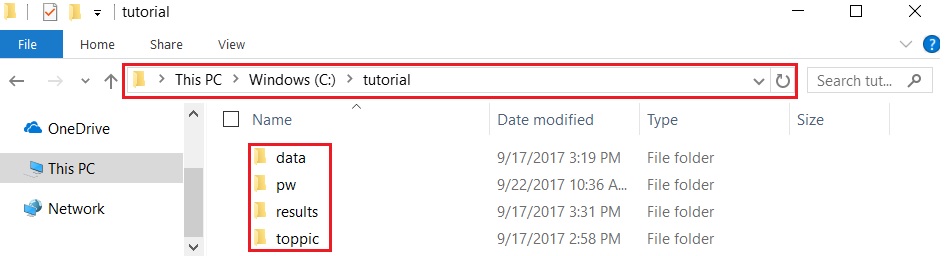 tutorial
File Home Share View
This PC Windows (C:) tutorial Search tut...
Name Date modified Type Size
OneDrive
This PC
Network
data 9/17/2017 3:19 PM File folder
pw 9/22/2017 10:36 A... File folder
results 9/17/2017 3:31 PM File folder
toppic 9/17/2017 2:58 PM File folder